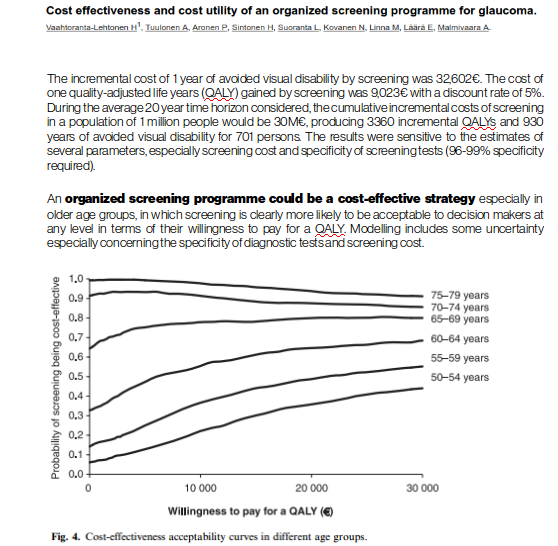 Cost effectiveness and cost utility of an organized screening programme for glaucoma.
Vaahtoranta-Lehtonen H1, Tuulonen A, Aronen P, Sintonen H, Suoranta L, Kovanen N, Linna M, Läärä E, Malmivaara A.
The incremental cost of 1 year of avoided visual disability by screening was 32,602€. The cost of
one quality-adjusted life years (QALY) gained by screening was 9,023€ with a discount rate of 5%.
During the average 20 year time horizon considered, the cumulative incremental costs of screening
in a population of 1 million people would be 30M€, producing 3360 incremental QALYs and 930
years of avoided visual disability for 701 persons. The results were sensitive to the estimates of
several parameters, especially screening cost and specificity of screening tests (96-99% specificity
required).
An organized screening programme could be a cost-effective strategy especially in
older age groups, in which screening is clearly more likely to be acceptable to decision makers at
any level in terms of their willingness to pay for a QALY. Modelling includes some uncertainty
especially concerning the specificity of diagnostic tests and screening cost.
Probability of screening being cost-effective
1.0
0.9
0.8
0.7
0.6
0.5
0.4
0.3
0.2
0.1
0.0
75–79 years
70–74 years
65–69 years
60–64 years
55–59 years
50–54 years
0 10 000 20 000 30 000
Willingness to pay for a QALY (€)
Fig. 4. Cost-effectiveness acceptability curves in different age groups.